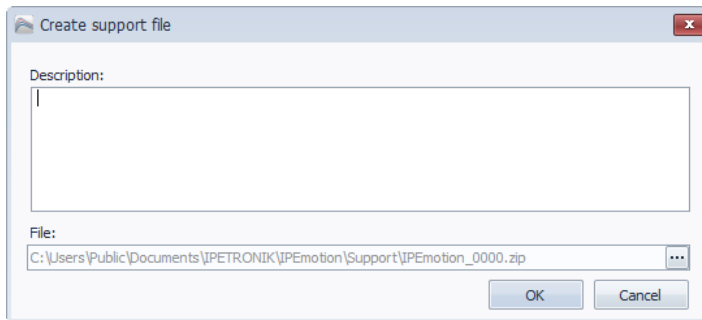 Create support file
Description:
File:
C:\Users\Public\Documents\IPETRONIK\IPEmotion\Support\IPEmotion_0000.zip
...
OK
Cancel